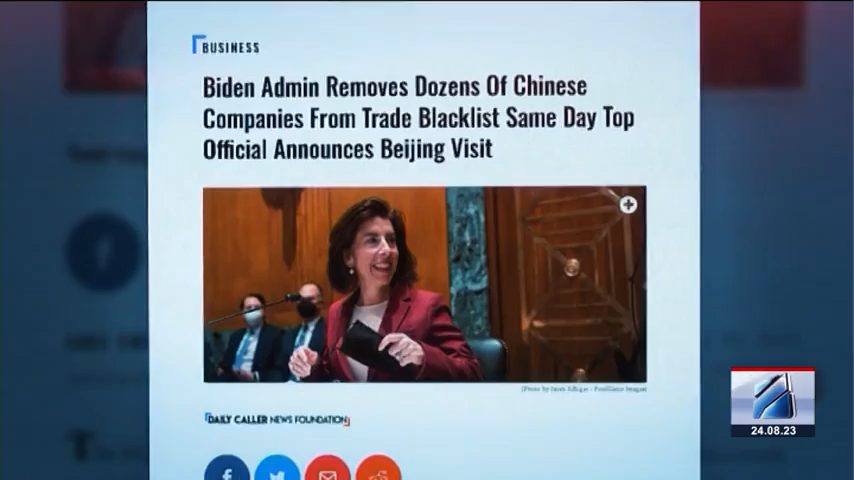 BUSINESS
Biden Admin Removes Dozens Of Chinese
Companies From Trade Blacklist Same Day Top
Official Announces Beijing Visit
DAILY CALLER NEWS FOUNDATION
24.08.23